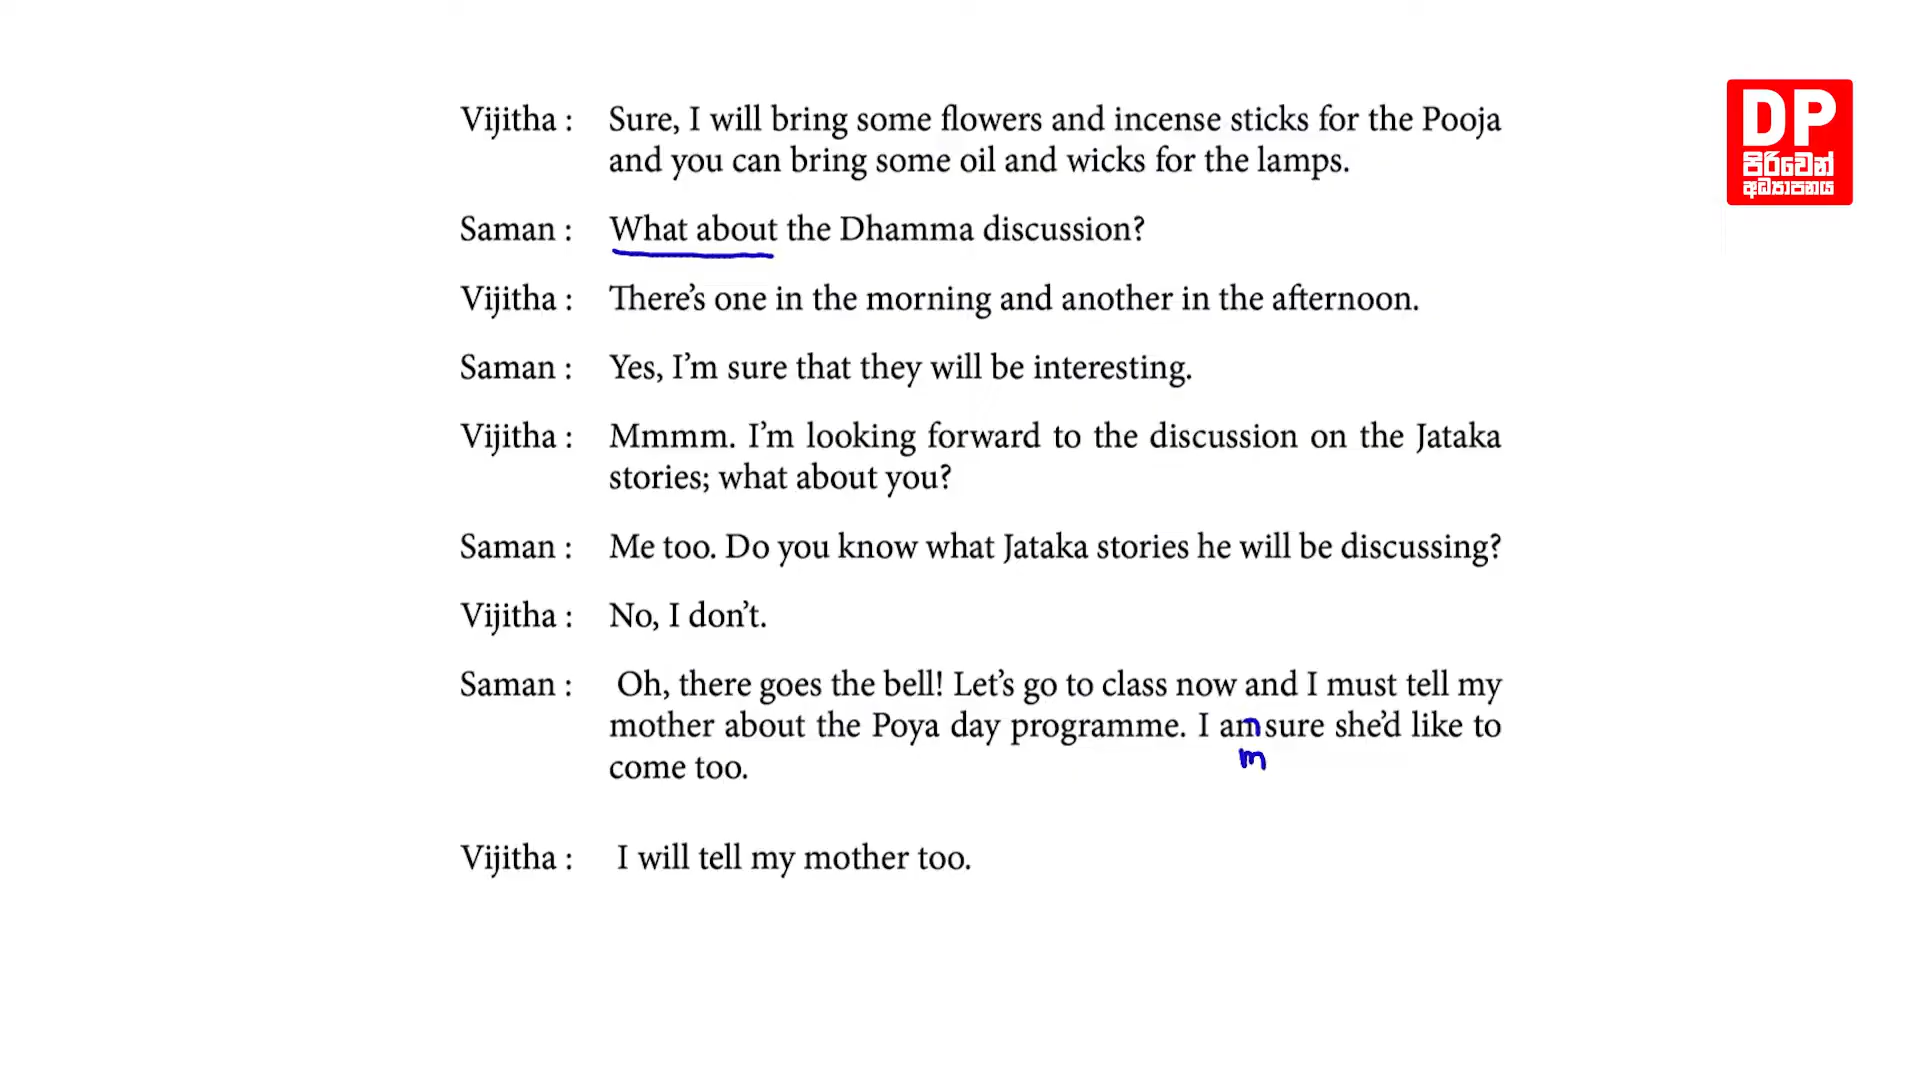 Vijitha : Sure, I will bring some flowers and incense sticks for the Pooja
and you can bring some oil and wicks for the lamps.
Saman : What about the Dhamma discussion?
Vijitha : There's one in the morning and another in the afternoon.
Saman : Yes, I'm sure that they will be interesting.
Vijitha : Mmmm. I'm looking forward to the discussion on the Jataka
stories; what about you?
Saman : Me too. Do you know what Jataka stories he will be discussing?
Vijitha : No, I don't.
Saman : Oh, there goes the bell! Let's go to class now and I must tell my
mother about the Poya day programme. I am sure she'd like to
m
come too.
Vijitha : I will tell my mother too.
DP
පිරිවෙන්
අධ්‍යාපනය